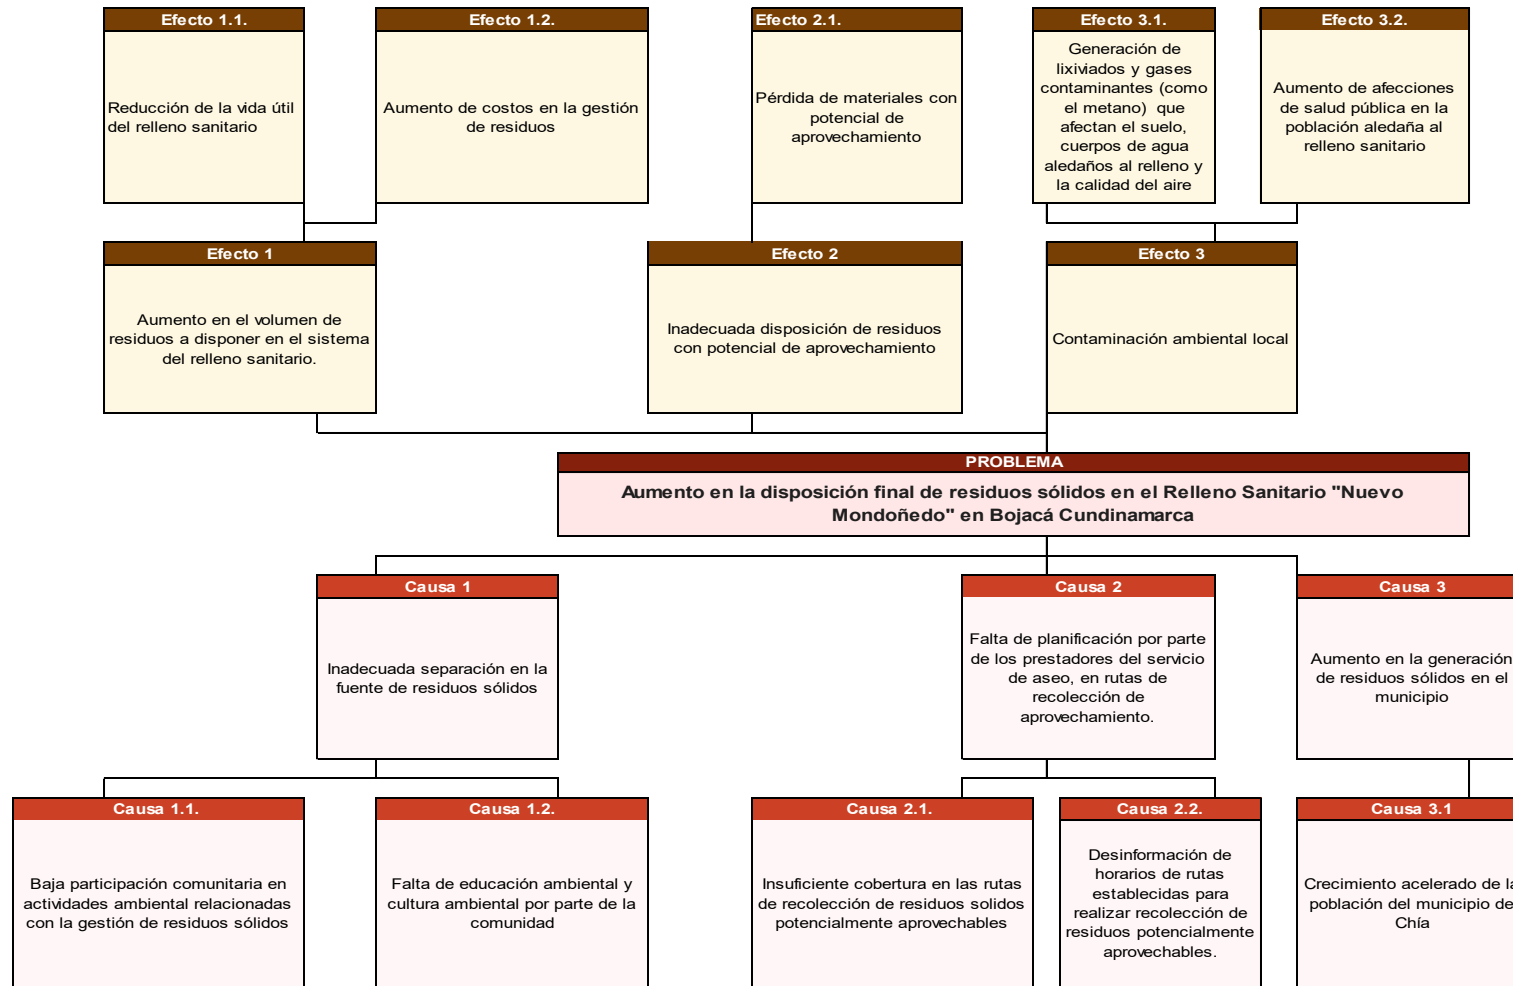 Efecto 1.1.
Reducción de la vida útil
del relleno sanitario
Efecto 1.2.
Aumento de costos en la gestión
de residuos
Efecto 2.1.
Pérdida de materiales con
potencial de
aprovechamiento
Efecto 3.1.
Generación de
lixiviados y gases
contaminantes (como
el metano) que
afectan el suelo,
cuerpos de agua
aledaños al relleno y
la calidad del aire
Efecto 3.2.
Aumento de afecciones
de salud pública en la
población aledaña al
relleno sanitario
Efecto 1
Aumento en el volumen de
residuos a disponer en el sistema
del relleno sanitario.
Efecto 2
Inadecuada disposición de residuos
con potencial de aprovechamiento
Efecto 3
Contaminación ambiental local
PROBLEMA
Aumento en la disposición final de residuos sólidos en el Relleno Sanitario "Nuevo
Mondoñedo" en Bojacá Cundinamarca
Causa 1
Inadecuada separación en la
fuente de residuos sólidos
Causa 2
Falta de planificación por parte
de los prestadores del servicio
de aseo, en rutas de
recolección de
aprovechamiento.
Causa 3
Aumento en la generación
de residuos sólidos en el
municipio
Causa 1.1.
Baja participación comunitaria en
actividades ambiental relacionadas
con la gestión de residuos sólidos
Causa 1.2.
Falta de educación ambiental y
cultura ambiental por parte de la
comunidad
Causa 2.1.
Insuficiente cobertura en las rutas
de recolección de residuos solidos
potencialmente aprovechables
Causa 2.2.
Desinformación de
horarios de rutas
establecidas para
realizar recolección de
residuos potencialmente
aprovechables.
Causa 3.1
Crecimiento acelerado de la
población del municipio de
Chía